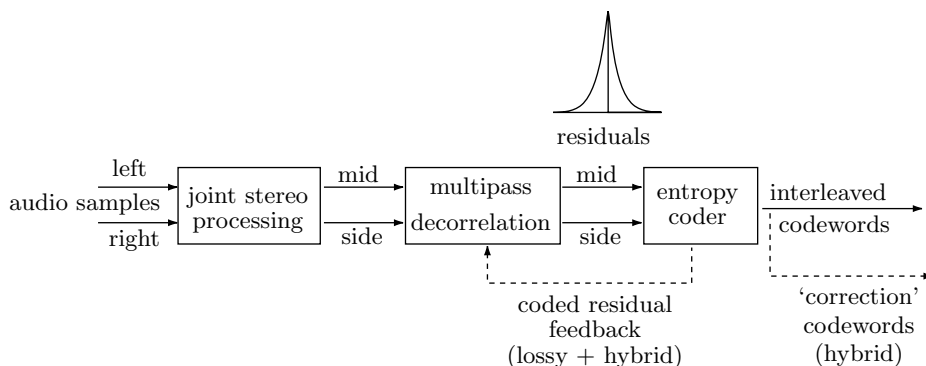 residuals
left
audio samples
right
joint stereo
processing
mid
side
multipass
decorrelation
mid
side
entropy
coder
interleaved
codewords
coded residual
feedback
(lossy + hybrid)
‘correction’
codewords
(hybrid)